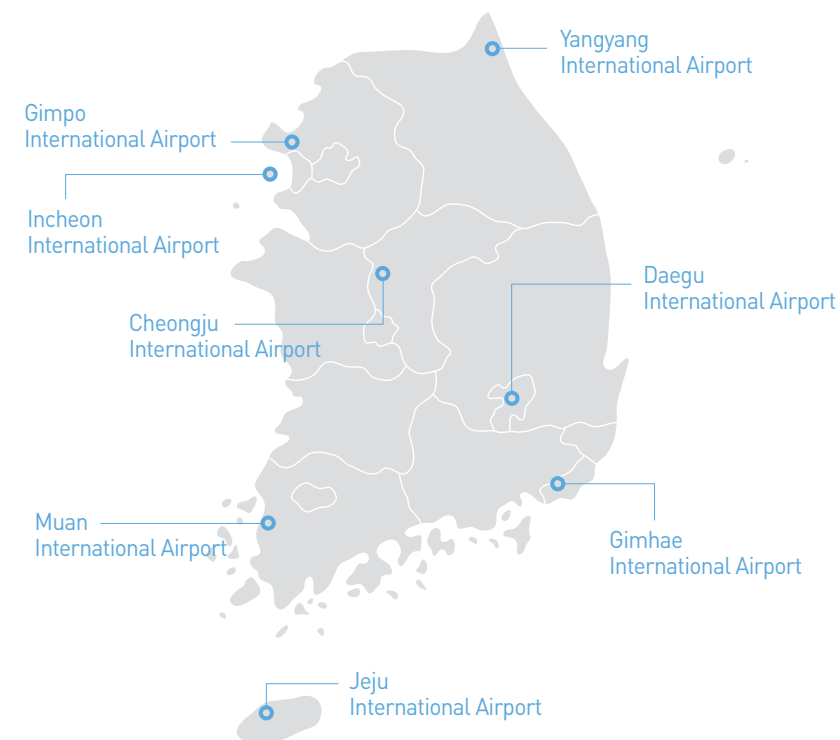 Yangyang
International Airport
Gimpo
International Airport
Incheon
International Airport
Daegu
International Airport
Cheongju
International Airport
Muan
International Airport
Gimhae
International Airport
Jeju
International Airport